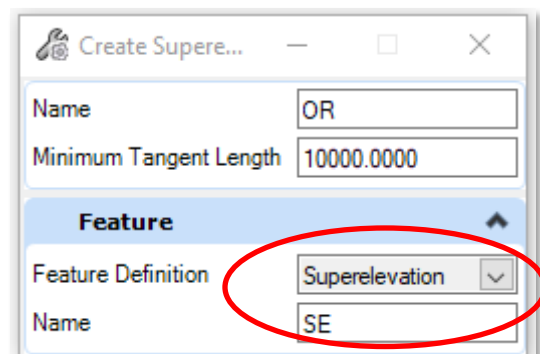 Create Supere...
Name OR
Minimum Tangent Length 10000.0000
Feature
Feature Definition Superelevation
Name SE